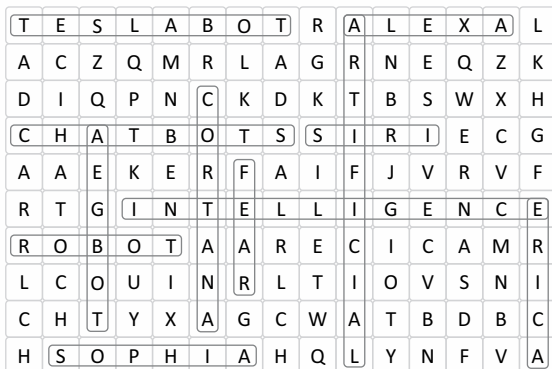 T E S L A B O T R A L E X A L
A C Z Q M R L A G R N E Q Z K
D I Q P N C K D K T B S W X H
C H A T B O T S S I R I E C G
A A E K E R F A I F J V R V F
R T G I N T E L L I G E N C E
R O B O T A A R E C I C A M R
L C O U I N R L T I O V S N I
C H T Y X A G C W A T B D B C
H S O P H I A H Q L Y N F V A